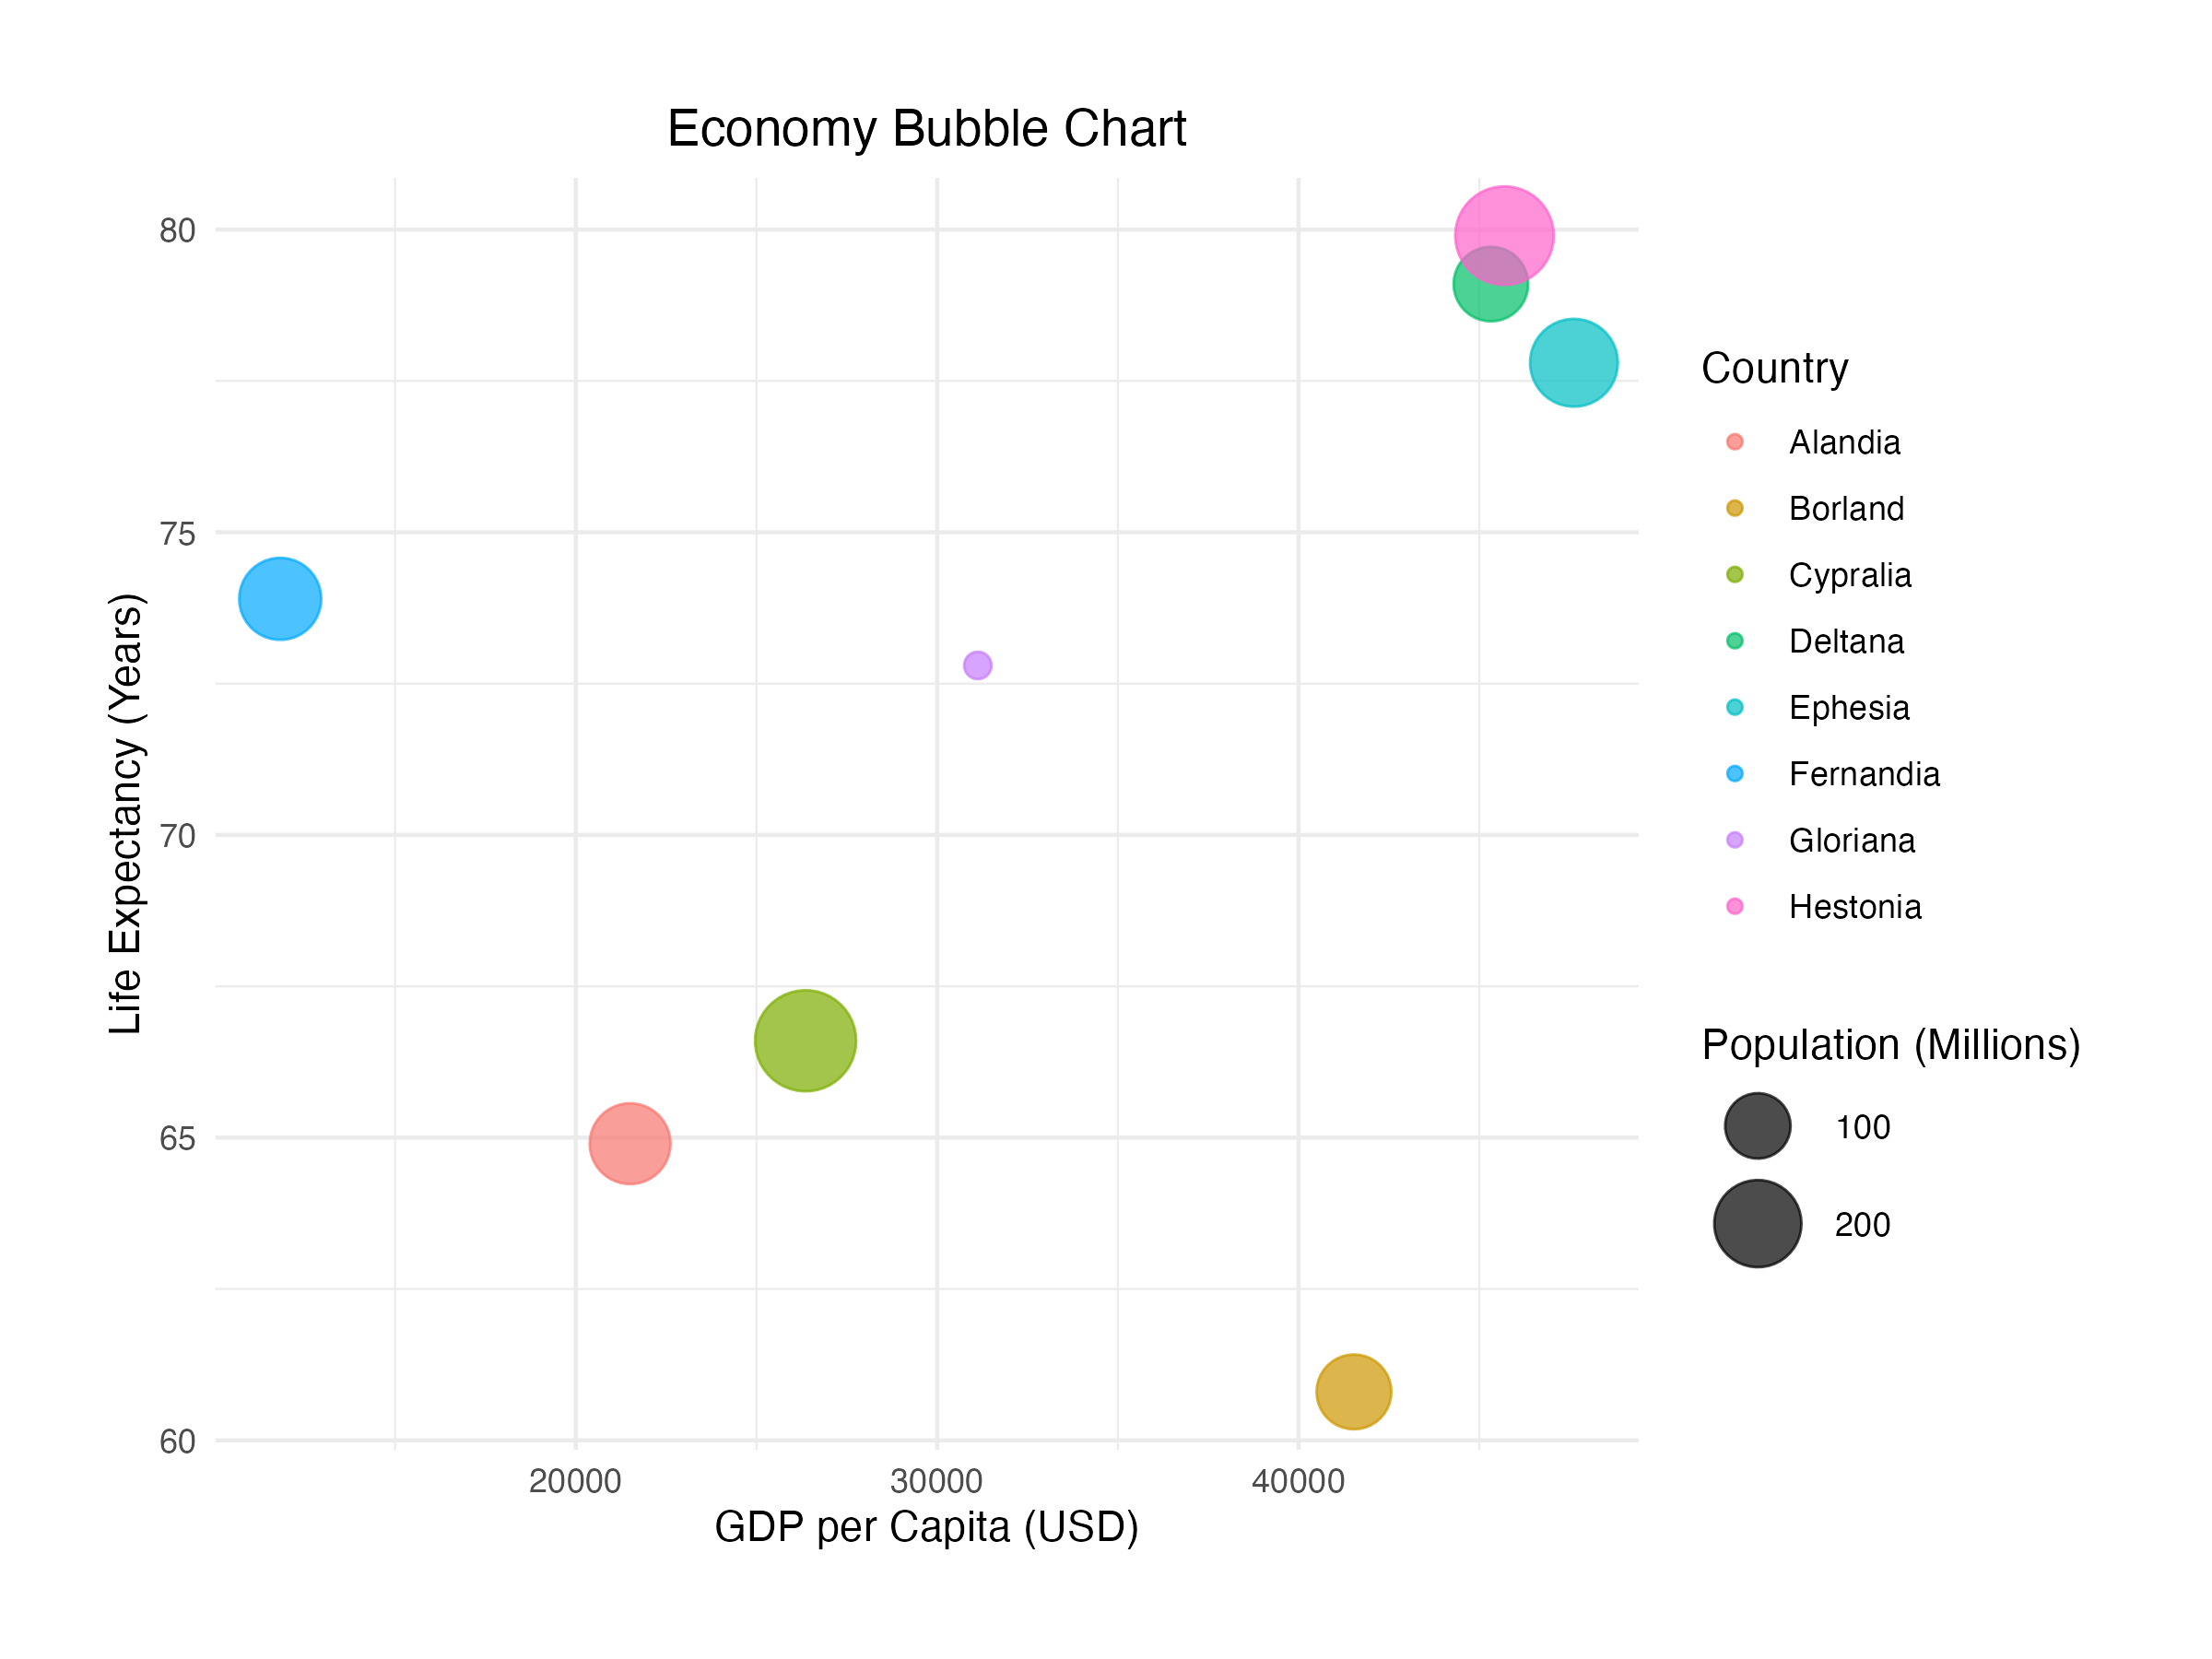 Economy Bubble Chart
80
75
70
65
60
Life Expectancy (Years)
20000 30000 40000
GDP per Capita (USD)
Country
Alandia
Borland
Cypralia
Deltana
Ephesia
Fernandia
Gloriana
Hestonia
Population (Millions)
100
200